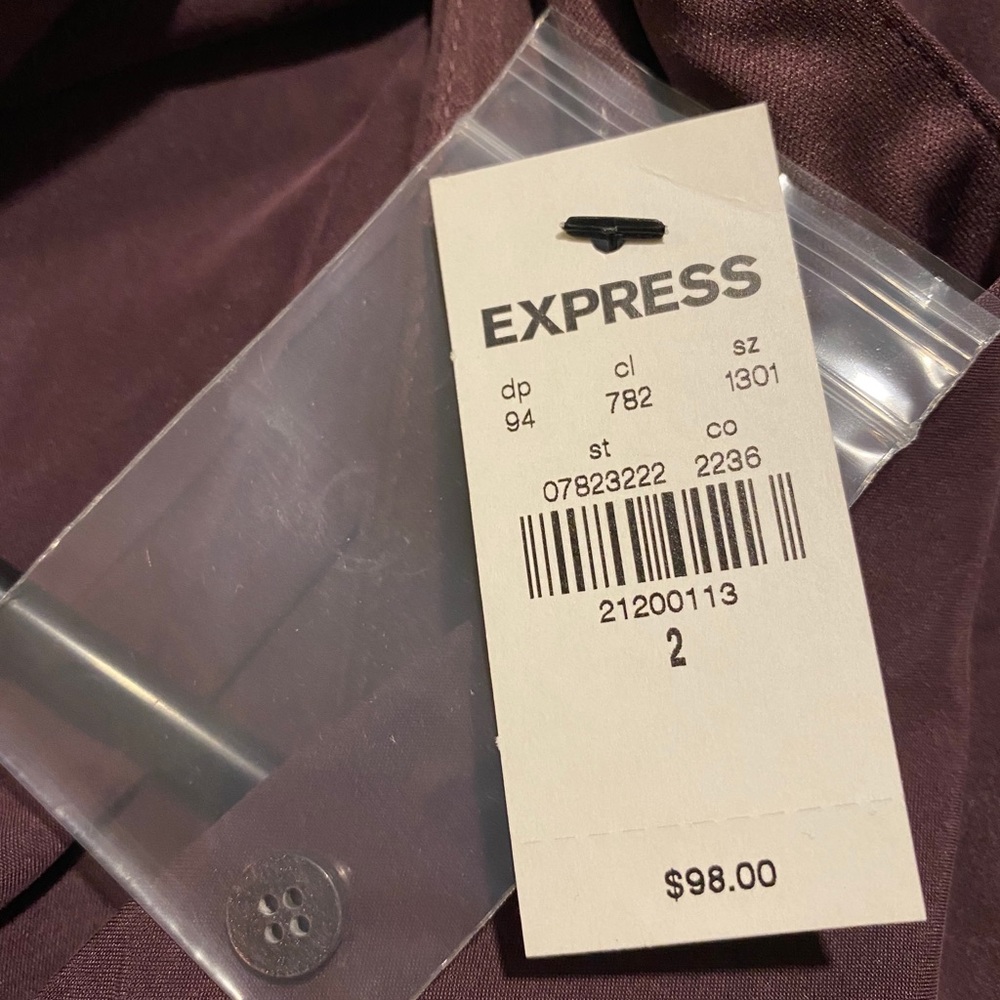 EXPRESS
dp cl sz
94 782 1301
st co
07823222 2236
21200113
2
$98.00